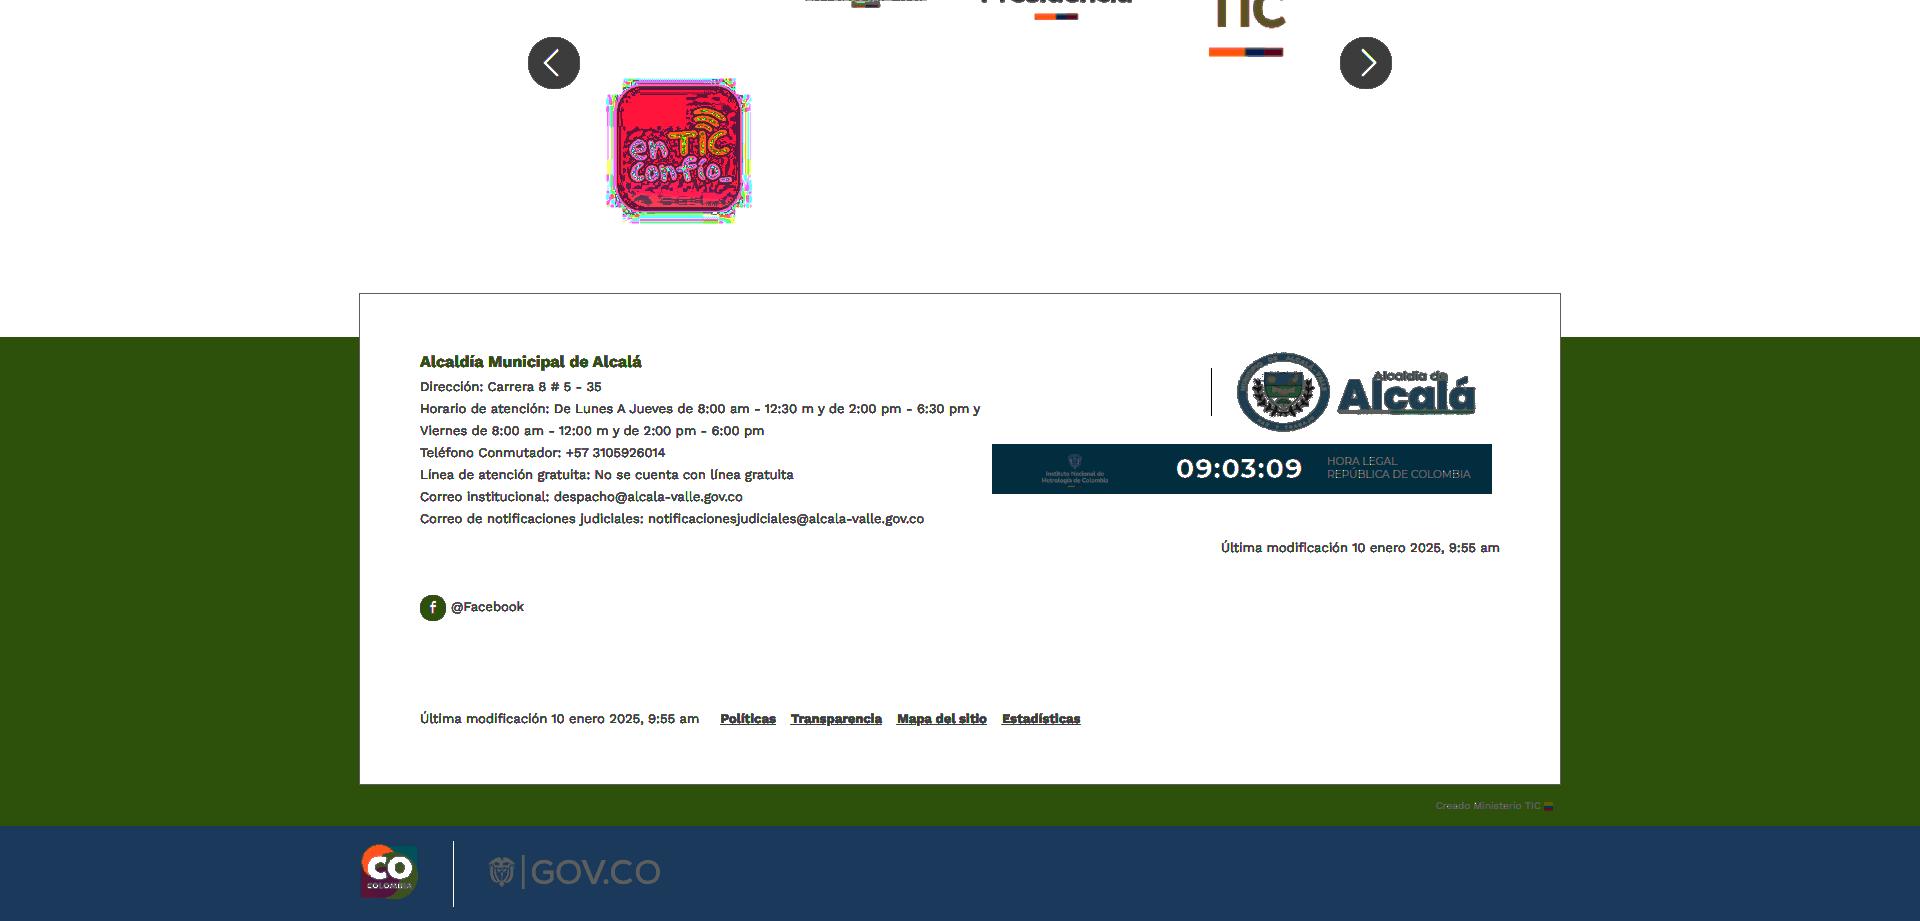 TIC
en TIC
confío_
Alcaldía Municipal de Alcalá
Dirección: Carrera 8 # 5 - 35
Horario de atención: De Lunes A Jueves de 8:00 am - 12:30 m y de 2:00 pm - 6:30 pm y
Viernes de 8:00 am - 12:00 m y de 2:00 pm - 6:00 pm
Teléfono Conmutador: +57 3105926014
Línea de atención gratuita: No se cuenta con línea gratuita
Correo institucional: despacho@alcala-valle.gov.co
Correo de notificaciones judiciales: notificacionesjudiciales@alcala-valle.gov.co
Alcaldía de
Alcalá
Instituto Nacional de
Metrología de Colombia
09:03:09
HORA LEGAL
REPÚBLICA DE COLOMBIA
Última modificación 10 enero 2025, 9:55 am
@Facebook
Última modificación 10 enero 2025, 9:55 am Políticas Transparencia Mapa del sitio Estadísticas
Creado Ministerio TIC
CO
COLOMBIA
GOV.CO